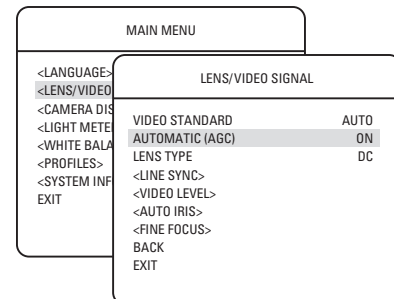 MAIN MENU
<LANGUAGE>
<LENS/VIDEO
<CAMERA DIS
<LIGHT METE
<WHITE BALA
<PROFILES>
<SYSTEM INF
EXIT
LENS/VIDEO SIGNAL
VIDEO STANDARD AUTO
AUTOMATIC (AGC) ON
LENS TYPE DC
<LINE SYNC>
<VIDEO LEVEL>
<AUTO IRIS>
<FINE FOCUS>
BACK
EXIT